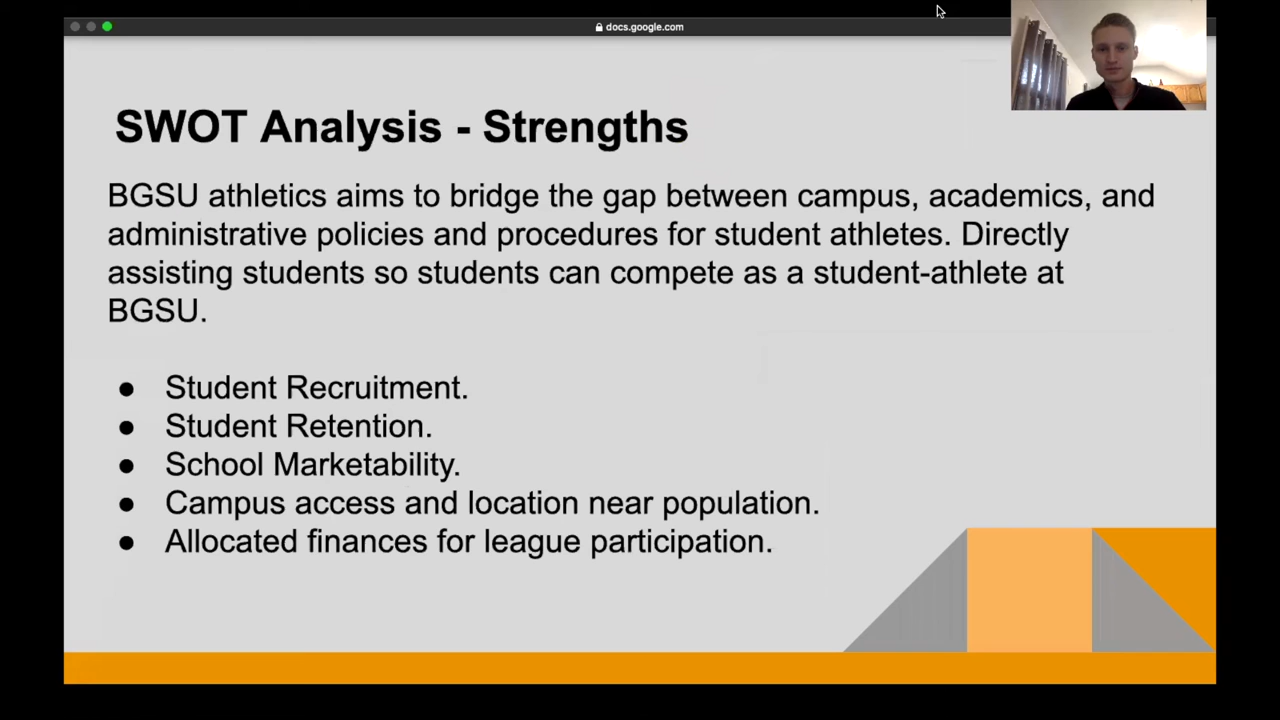 docs.google.com
SWOT Analysis - Strengths
BGSU athletics aims to bridge the gap between campus, academics, and
administrative policies and procedures for student athletes. Directly
assisting students so students can compete as a student-athlete at
BGSU.
● Student Recruitment.
● Student Retention.
● School Marketability.
● Campus access and location near population.
● Allocated finances for league participation.